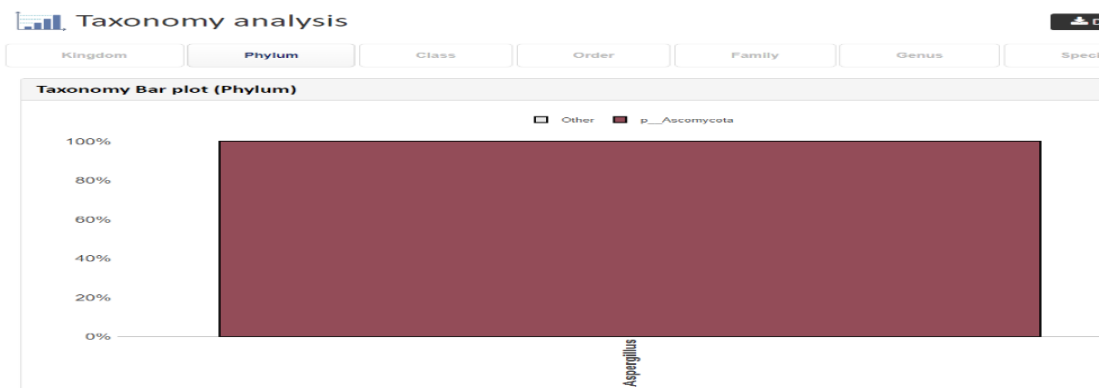 Taxonomy analysis
Kingdom Phylum Class Order Family Genus
Taxonomy Bar plot (Phylum)
Other p__Ascomycota
100%
80%
60%
40%
20%
0%
Aspergillus